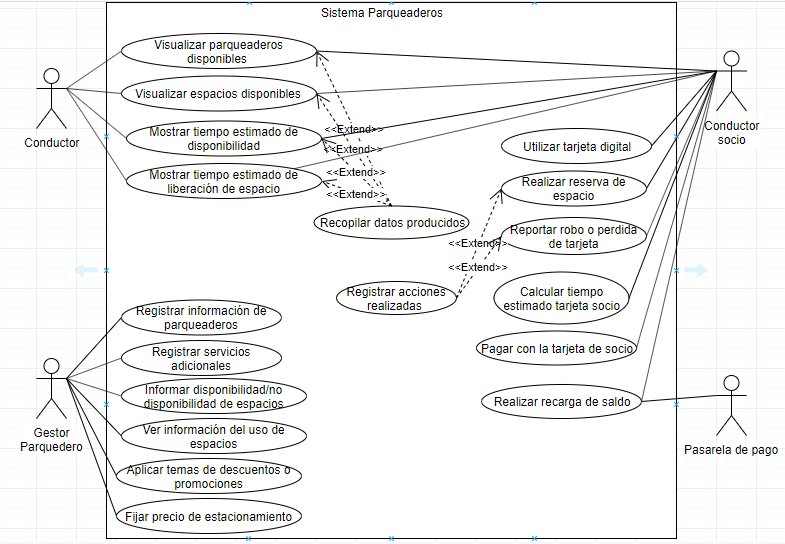 Sistema Parqueaderos
Visualizar parqueaderos
disponibles
Visualizar espacios disponibles
Mostrar tiempo estimado de
disponibilidad
Mostrar tiempo estimado de
liberación de espacio
Conductor
<<Extend>>
<<Extend>>
<<Extend>>
<<Extend>>
Recopilar datos producidos
Conductor
socio
Utilizar tarjeta digital
Realizar reserva de
espacio
Reportar robo o perdida
de tarjeta
<<Extend>>
<<Extend>>
Registrar acciones
realizadas
Calcular tiempo
estimado tarjeta socio
Pagar con la tarjeta de socio
Realizar recarga de saldo
Pasarela de pago
Registrar información de
parqueaderos
Registrar servicios
adicionales
Informar disponibilidad/no
disponibilidad de espacios
Ver información del uso de
espacios
Aplicar temas de descuentos o
promociones
Fijar precio de estacionamiento
Gestor
Parquedero